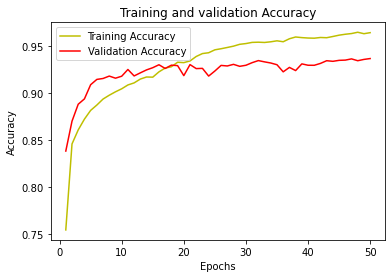 Training and validation Accuracy
Training Accuracy
Validation Accuracy
0.95
0.90
0.85
0.80
0.75
Accuracy
0 10 20 30 40 50
Epochs